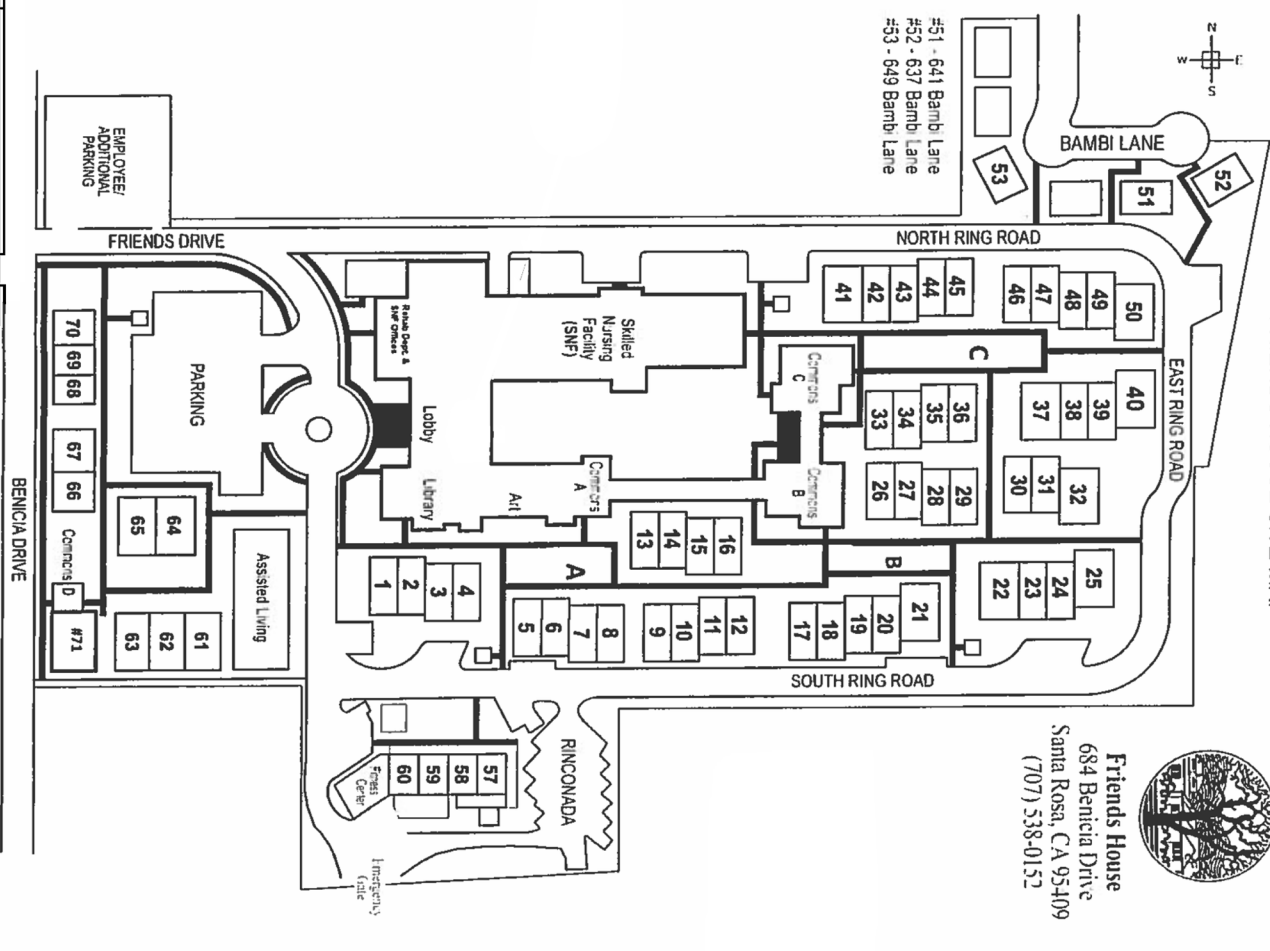 N
W E
S
#51 - 641 Bambi Lane
#52 - 637 Bambi Lane
#53 - 649 Bambi Lane
BAMBI LANE
53
51
52
EMPLOYEE/
ADDITIONAL
PARKING
FRIENDS DRIVE
NORTH RING ROAD
EAST RING ROAD
SOUTH RING ROAD
BENICIA DRIVE
41
42
43
44
45
46
47
48
49
50
Rehab Dept. &
SNF Offices
Skilled
Nursing
Facility
(SNF)
Commons
C
C
33
34
35
36
37
38
39
40
26
27
28
29
30
31
32
70
69
68
67
66
PARKING
Lobby
Library
Art
Commons
A
Commons
B
13
14
15
16
A
B
65
64
Commons D
#71
63
62
61
Assisted Living
1
2
3
4
5
6
7
8
9
10
11
12
17
18
19
20
21
22
23
24
25
60
59
58
57
Fitness
Center
RINCONADA
Emergency
Gate
Friends House
684 Benicia Drive
Santa Rosa, CA 95409
(707) 538-0152